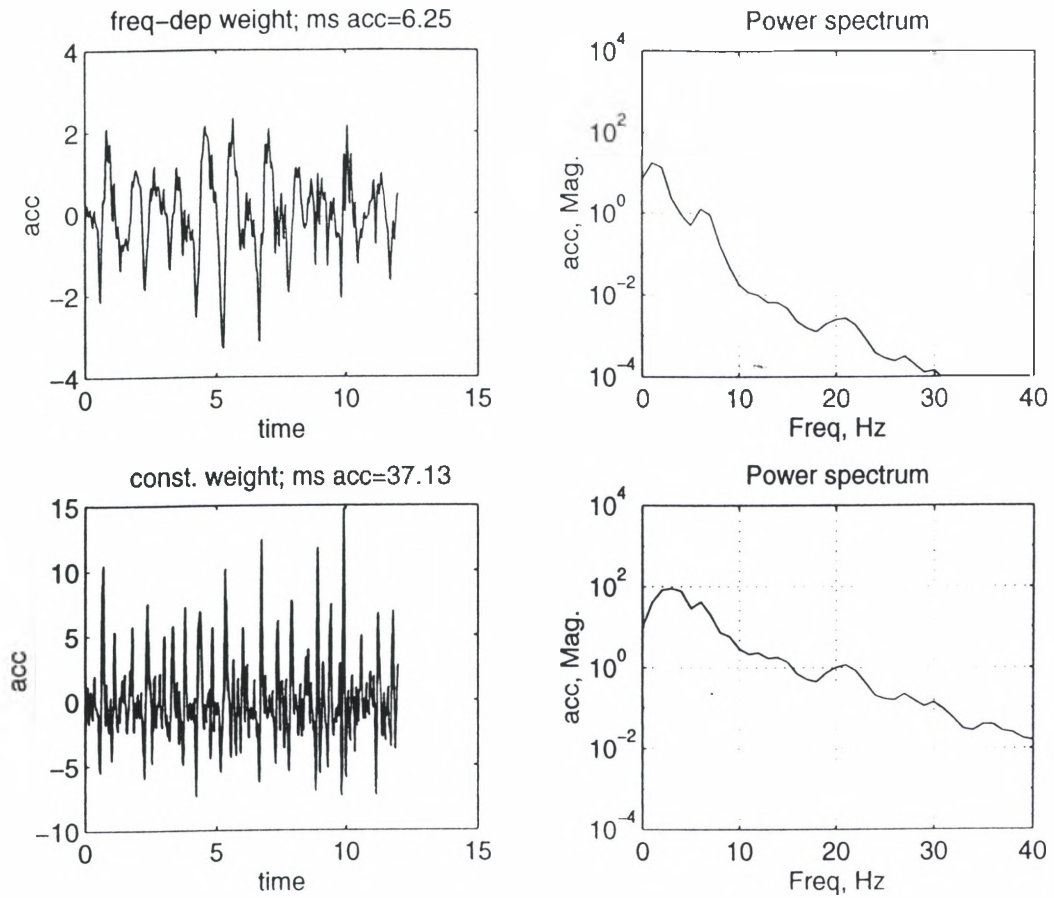 freq-dep weight; ms acc=6.25
4
2
0
-2
-4
acc
0 5 10 15
time
Power spectrum
10^4
10^2
10^0
10^-2
10^-4
acc, Mag.
0 10 20 30 40
Freq, Hz
const. weight; ms acc=37.13
15
10
5
0
-5
-10
acc
0 5 10 15
time
Power spectrum
10^4
10^2
10^0
10^-2
10^-4
acc, Mag.
0 10 20 30 40
Freq, Hz